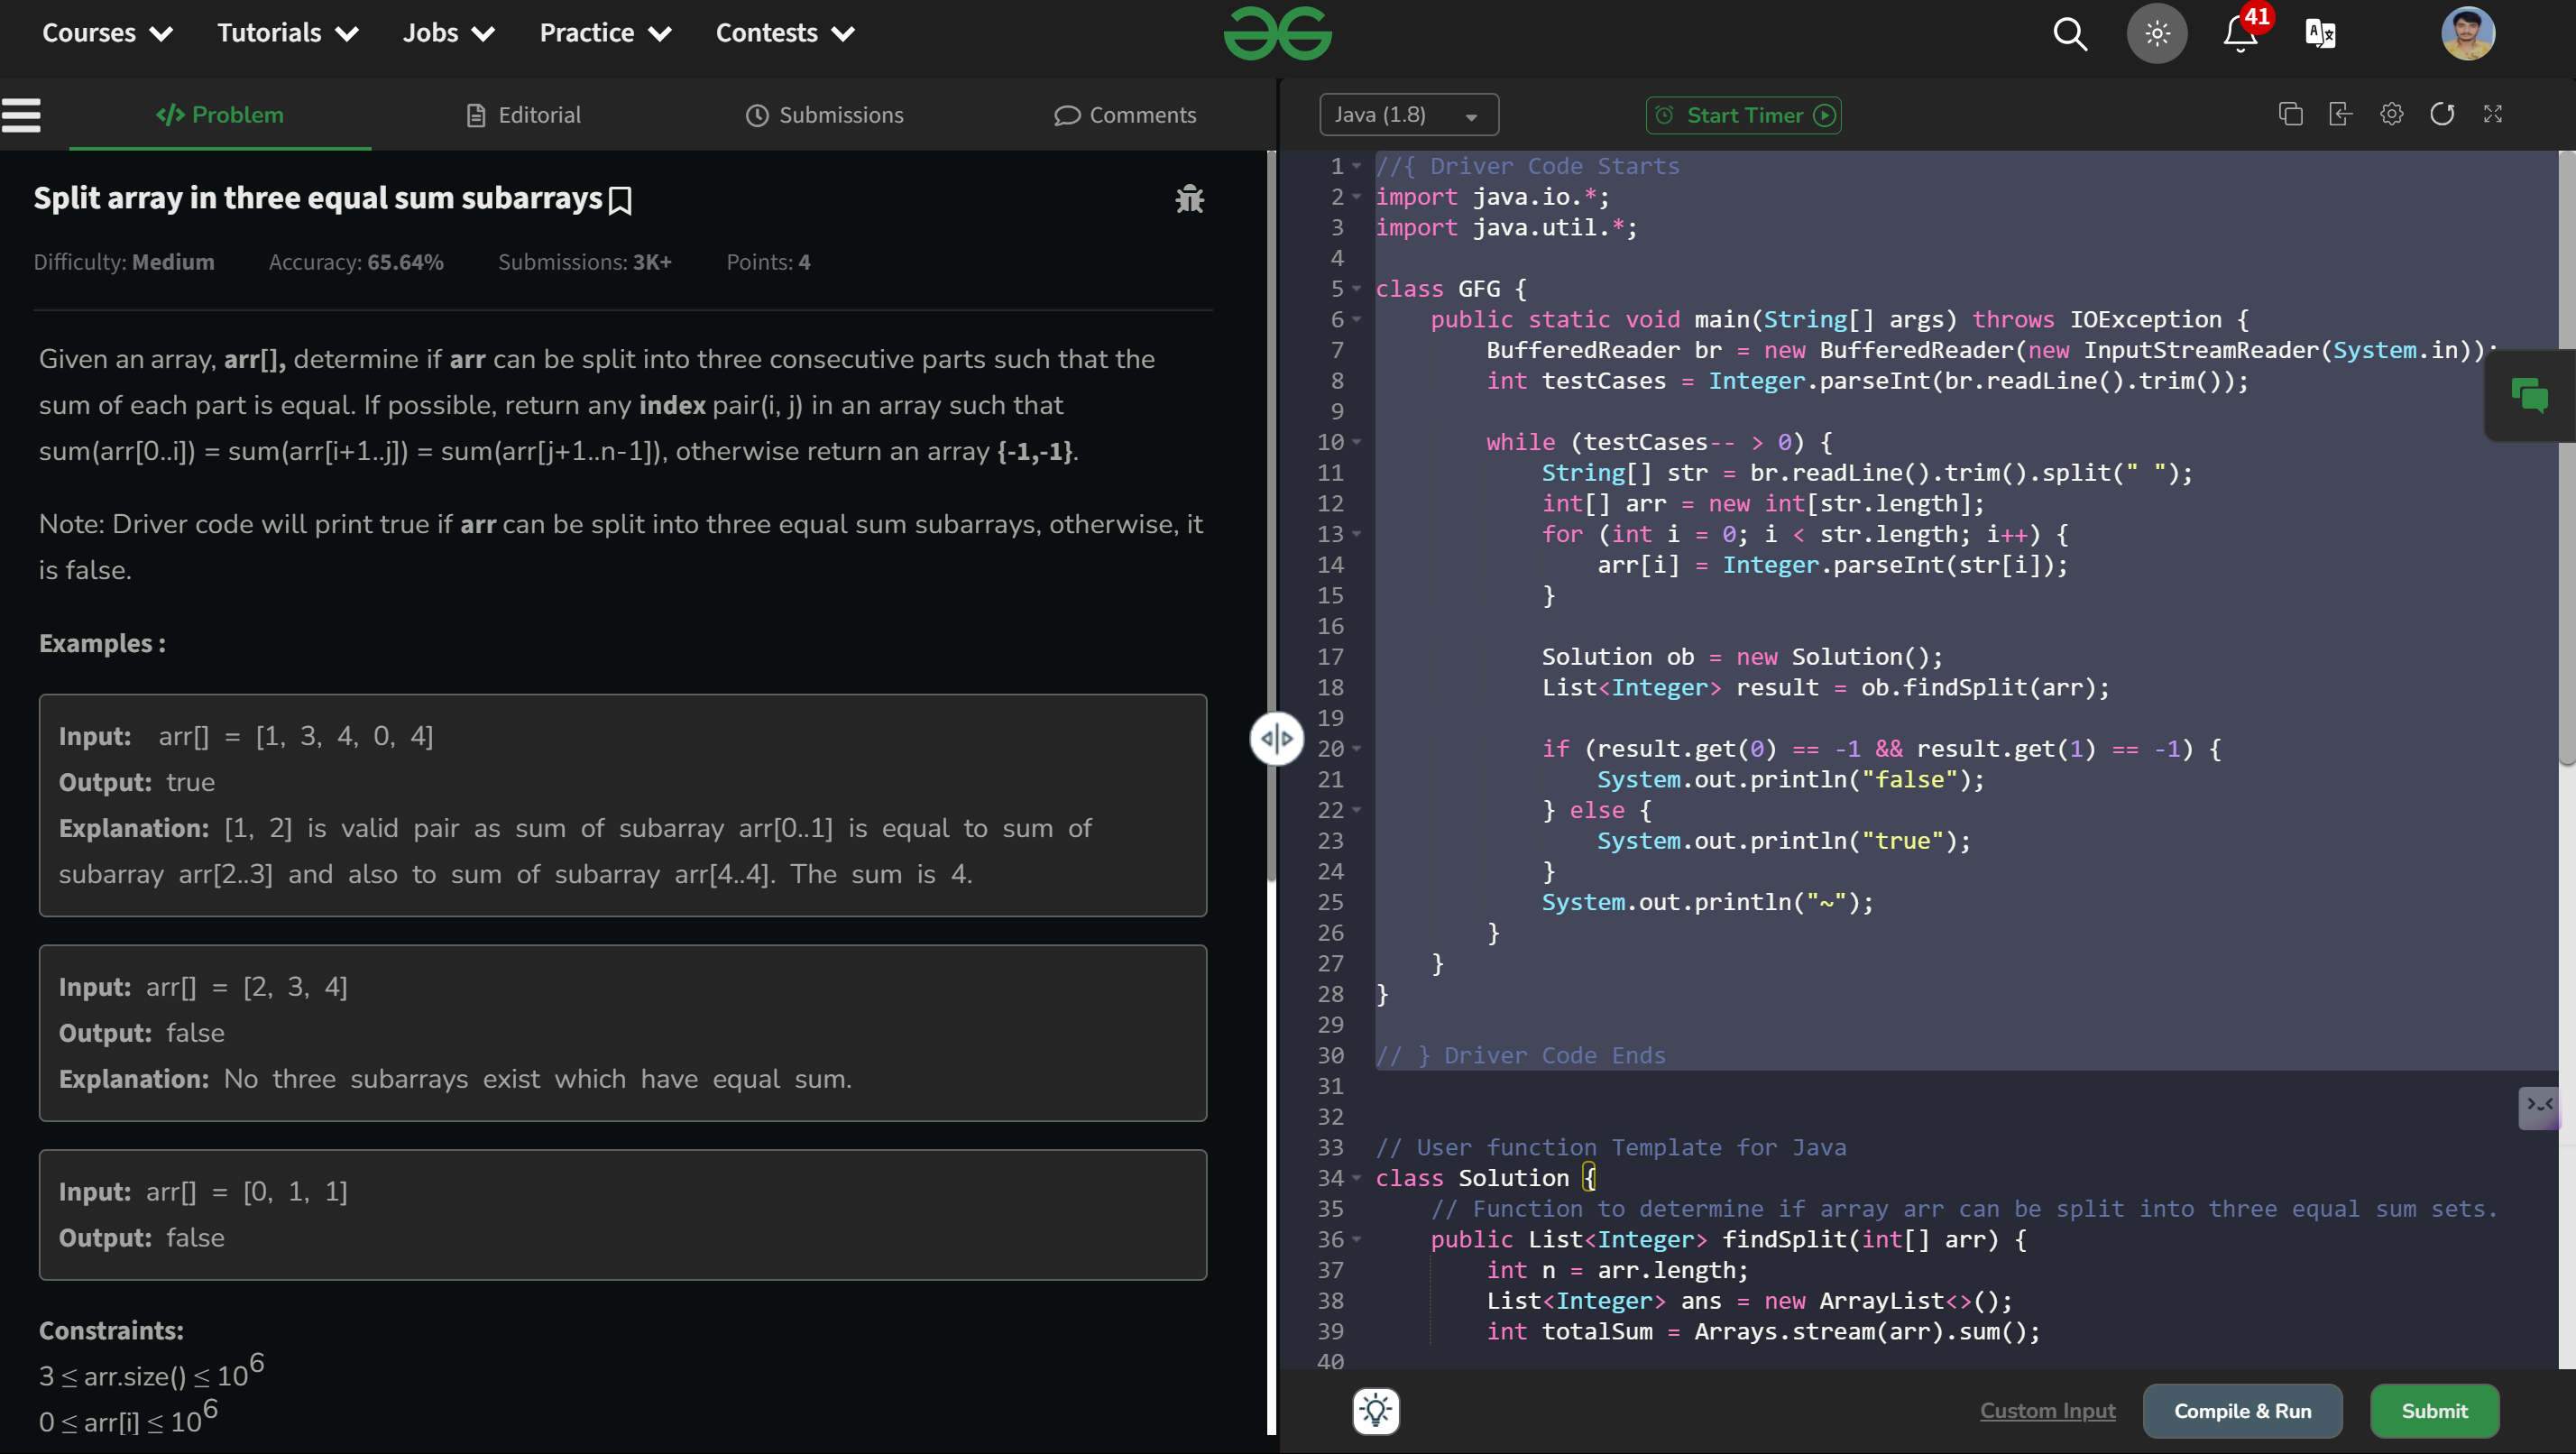 Courses Tutorials Jobs Practice Contests
41
Problem Editorial Submissions Comments
Split array in three equal sum subarrays
Difficulty: Medium Accuracy: 65.64% Submissions: 3K+ Points: 4
Given an array, arr[], determine if arr can be split into three consecutive parts such that the
sum of each part is equal. If possible, return any index pair(i, j) in an array such that
sum(arr[0..i]) = sum(arr[i+1..j]) = sum(arr[j+1..n-1]), otherwise return an array {-1,-1}.
Note: Driver code will print true if arr can be split into three equal sum subarrays, otherwise, it
is false.
Examples :
Input: arr[] = [1, 3, 4, 0, 4]
Output: true
Explanation: [1, 2] is valid pair as sum of subarray arr[0..1] is equal to sum of
subarray arr[2..3] and also to sum of subarray arr[4..4]. The sum is 4.
Input: arr[] = [2, 3, 4]
Output: false
Explanation: No three subarrays exist which have equal sum.
Input: arr[] = [0, 1, 1]
Output: false
Constraints:
3 ≤ arr.size() ≤ 10⁶
0 ≤ arr[i] ≤ 10⁶
Java (1.8) Start Timer
1 //{ Driver Code Starts
2 import java.io.*;
3 import java.util.*;
4
5 class GFG {
6 public static void main(String[] args) throws IOException {
7 BufferedReader br = new BufferedReader(new InputStreamReader(System.in));
8 int testCases = Integer.parseInt(br.readLine().trim());
9
10 while (testCases-- > 0) {
11 String[] str = br.readLine().trim().split(" ");
12 int[] arr = new int[str.length];
13 for (int i = 0; i < str.length; i++) {
14 arr[i] = Integer.parseInt(str[i]);
15 }
16
17 Solution ob = new Solution();
18 List<Integer> result = ob.findSplit(arr);
19
20 if (result.get(0) == -1 && result.get(1) == -1) {
21 System.out.println("false");
22 } else {
23 System.out.println("true");
24 }
25 System.out.println("~");
26 }
27 }
28 }
29
30 // } Driver Code Ends
31
32
33 // User function Template for Java
34 class Solution {
35 // Function to determine if array arr can be split into three equal sum sets.
36 public List<Integer> findSplit(int[] arr) {
37 int n = arr.length;
38 List<Integer> ans = new ArrayList<>();
39 int totalSum = Arrays.stream(arr).sum();
40
Custom Input Compile & Run Submit